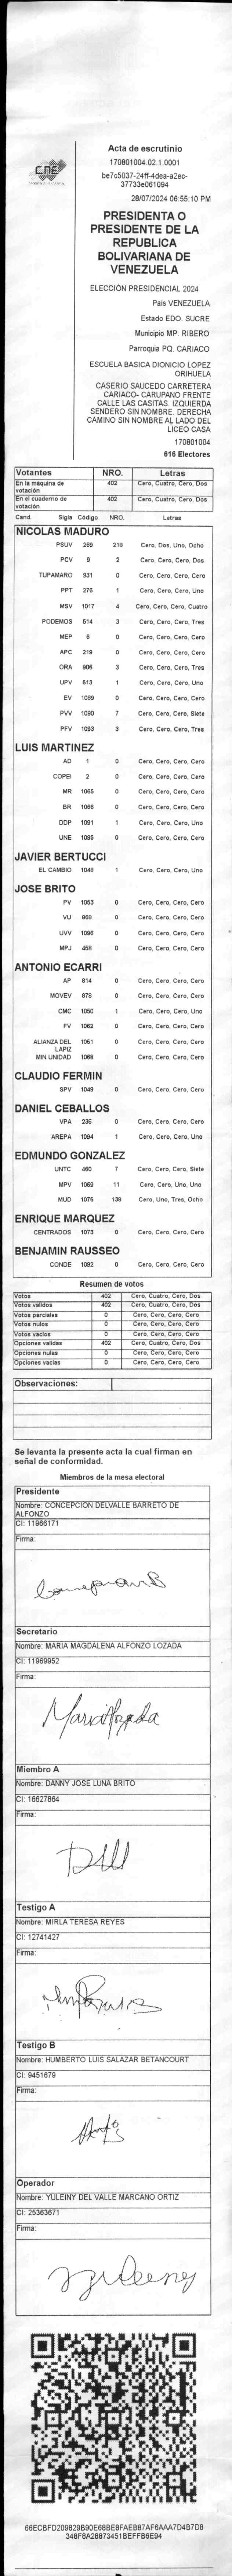 CNE
Acta de escrutinio
170801004.02.1.0001
be7c5037-24ff-4dea-a2ec-
37733e061094
28/07/2024 06:55:10 PM
PRESIDENTA O
PRESIDENTE DE LA
REPUBLICA
BOLIVARIANA DE
VENEZUELA
ELECCIÓN PRESIDENCIAL 2024
País VENEZUELA
Estado EDO. SUCRE
Municipio MP. RIBERO
Parroquia PQ. CARIACO
ESCUELA BASICA DIONICIO LOPEZ
ORIHUELA
CASERIO SAUCEDO CARRETERA
CARIACO- CARUPANO FRENTE
CALLE LAS CASITAS. IZQUIERDA
SENDERO SIN NOMBRE. DERECHA
CAMINO SIN NOMBRE AL LADO DEL
LICEO CASA
170801004
616 Electores
Votantes NRO. Letras
En la máquina de votación 402 Cero, Cuatro, Cero, Dos
En el cuaderno de votación 402 Cero, Cuatro, Cero, Dos
Cand. Sigla Código NRO. Letras
NICOLAS MADURO
PSUV 269 218 Cero, Dos, Uno, Ocho
PCV 9 2 Cero, Cero, Cero, Dos
TUPAMARO 931 0 Cero, Cero, Cero, Cero
PPT 276 1 Cero, Cero, Cero, Uno
MSV 1017 4 Cero, Cero, Cero, Cuatro
PODEMOS 514 3 Cero, Cero, Cero, Tres
MEP 6 0 Cero, Cero, Cero, Cero
APC 219 0 Cero, Cero, Cero, Cero
ORA 906 3 Cero, Cero, Cero, Tres
UPV 613 1 Cero, Cero, Cero, Uno
EV 1089 0 Cero, Cero, Cero, Cero
PVV 1090 7 Cero, Cero, Cero, Siete
PFV 1093 3 Cero, Cero, Cero, Tres
LUIS MARTINEZ
AD 1 0 Cero, Cero, Cero, Cero
COPEI 2 0 Cero, Cero, Cero, Cero
MR 1065 0 Cero, Cero, Cero, Cero
BR 1066 0 Cero, Cero, Cero, Cero
DDP 1091 1 Cero, Cero, Cero, Uno
UNE 1095 0 Cero, Cero, Cero, Cero
JAVIER BERTUCCI
EL CAMBIO 1048 1 Cero, Cero, Cero, Uno
JOSE BRITO
PV 1053 0 Cero, Cero, Cero, Cero
VU 969 0 Cero, Cero, Cero, Cero
UVV 1096 0 Cero, Cero, Cero, Cero
MPJ 458 0 Cero, Cero, Cero, Cero
ANTONIO ECARRI
AP 814 0 Cero, Cero, Cero, Cero
MOVEV 878 0 Cero, Cero, Cero, Cero
CMC 1050 1 Cero, Cero, Cero, Uno
FV 1062 0 Cero, Cero, Cero, Cero
ALIANZA DEL LAPIZ 1051 0 Cero, Cero, Cero, Cero
MIN UNIDAD 1068 0 Cero, Cero, Cero, Cero
CLAUDIO FERMIN
SPV 1049 0 Cero, Cero, Cero, Cero
DANIEL CEBALLOS
VPA 236 0 Cero, Cero, Cero, Cero
AREPA 1094 1 Cero, Cero, Cero, Uno
EDMUNDO GONZALEZ
UNTC 460 7 Cero, Cero, Cero, Siete
MPV 1069 11 Cero, Cero, Uno, Uno
MUD 1075 138 Cero, Uno, Tres, Ocho
ENRIQUE MARQUEZ
CENTRADOS 1073 0 Cero, Cero, Cero, Cero
BENJAMIN RAUSSEO
CONDE 1092 0 Cero, Cero, Cero, Cero
Resumen de votos
Votos 402 Cero, Cuatro, Cero, Dos
Votos validos 402 Cero, Cuatro, Cero, Dos
Votos parciales 0 Cero, Cero, Cero, Cero
Votos nulos 0 Cero, Cero, Cero, Cero
Votos vacios 0 Cero, Cero, Cero, Cero
Opciones validas 402 Cero, Cuatro, Cero, Dos
Opciones nulas 0 Cero, Cero, Cero, Cero
Opciones vacias 0 Cero, Cero, Cero, Cero
Observaciones:
Se levanta la presente acta la cual firman en
señal de conformidad.
Miembros de la mesa electoral
Presidente
Nombre: CONCEPCION DELVALLE BARRETO DE
ALFONZO
CI: 11966171
Firma:
Secretario
Nombre: MARIA MAGDALENA ALFONZO LOZADA
CI: 11969952
Firma:
Miembro A
Nombre: DANNY JOSE LUNA BRITO
CI: 16627864
Firma:
Testigo A
Nombre: MIRLA TERESA REYES
CI: 12741427
Firma:
Testigo B
Nombre: HUMBERTO LUIS SALAZAR BETANCOURT
CI: 9451679
Firma:
Operador
Nombre: YULEINY DEL VALLE MARCANO ORTIZ
CI: 25363671
Firma:
66ECBFD209829B90E68BE8FAEB87AF6AAA7D4B7D8
348F8A28873451BEFFB6E94